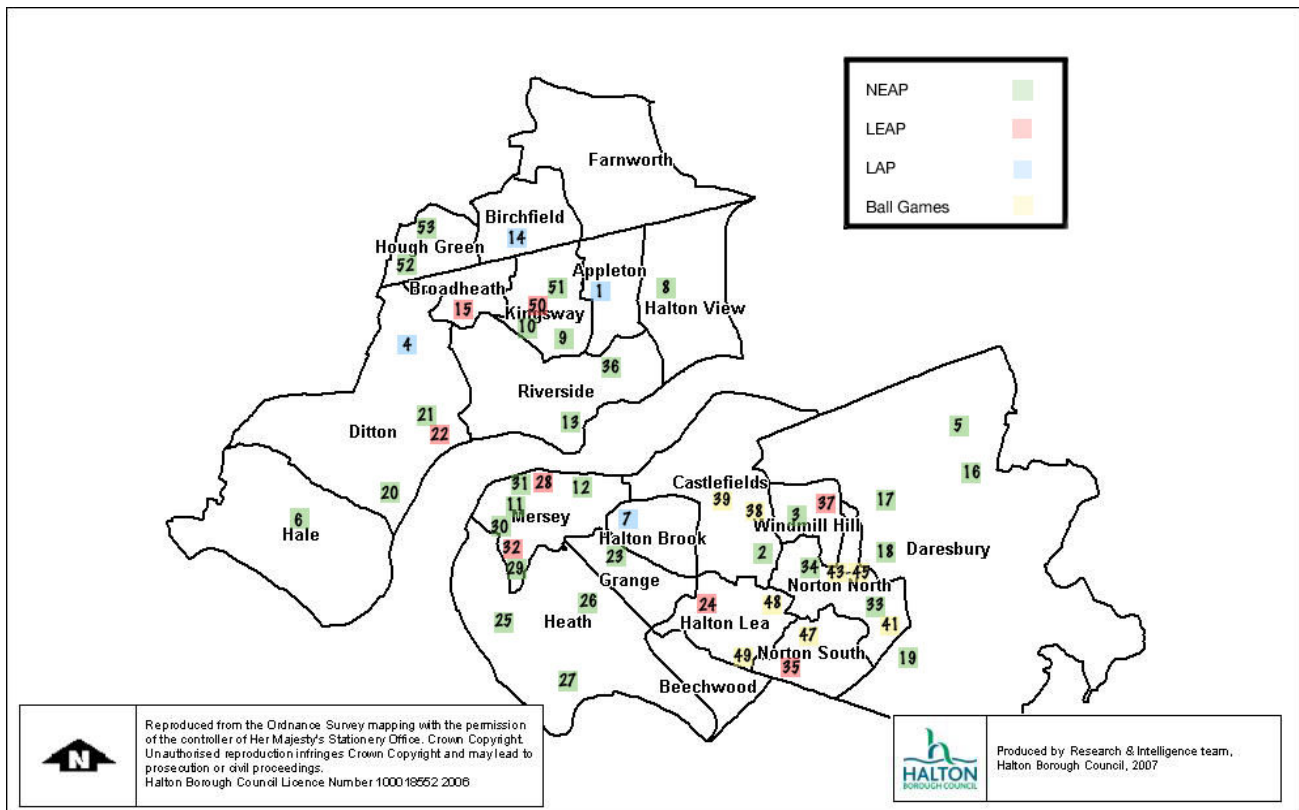 NEAP
LEAP
LAP
Ball Games
Farnworth
Birchfield
14
53
Hough Green
52
Appleton
1
Broadheath
15
51
50
Kingsway
10
9
8
Halton View
4
36
Riverside
13
21
22
Ditton
20
6
Hale
5
16
Castlefields
39
38
37
3
Windmill Hill
17
31
28
12
11
Mersey
30
32
29
7
Halton Brook
23
Grange
2
18
Daresbury
34
43-45
Norton North
33
41
26
25
Heath
24
48
Halton Lea
47
Norton South
49
35
19
27
Beechwood
N
Reproduced from the Ordnance Survey mapping with the permission
of the controller of Her Majesty's Stationery Office. Crown Copyright.
Unauthorised reproduction infringes Crown Copyright and may lead to
prosecution or civil proceedings.
Halton Borough Council Licence Number 100018552 2006
HALTON
BOROUGH COUNCIL
Produced by Research & Intelligence team,
Halton Borough Council, 2007